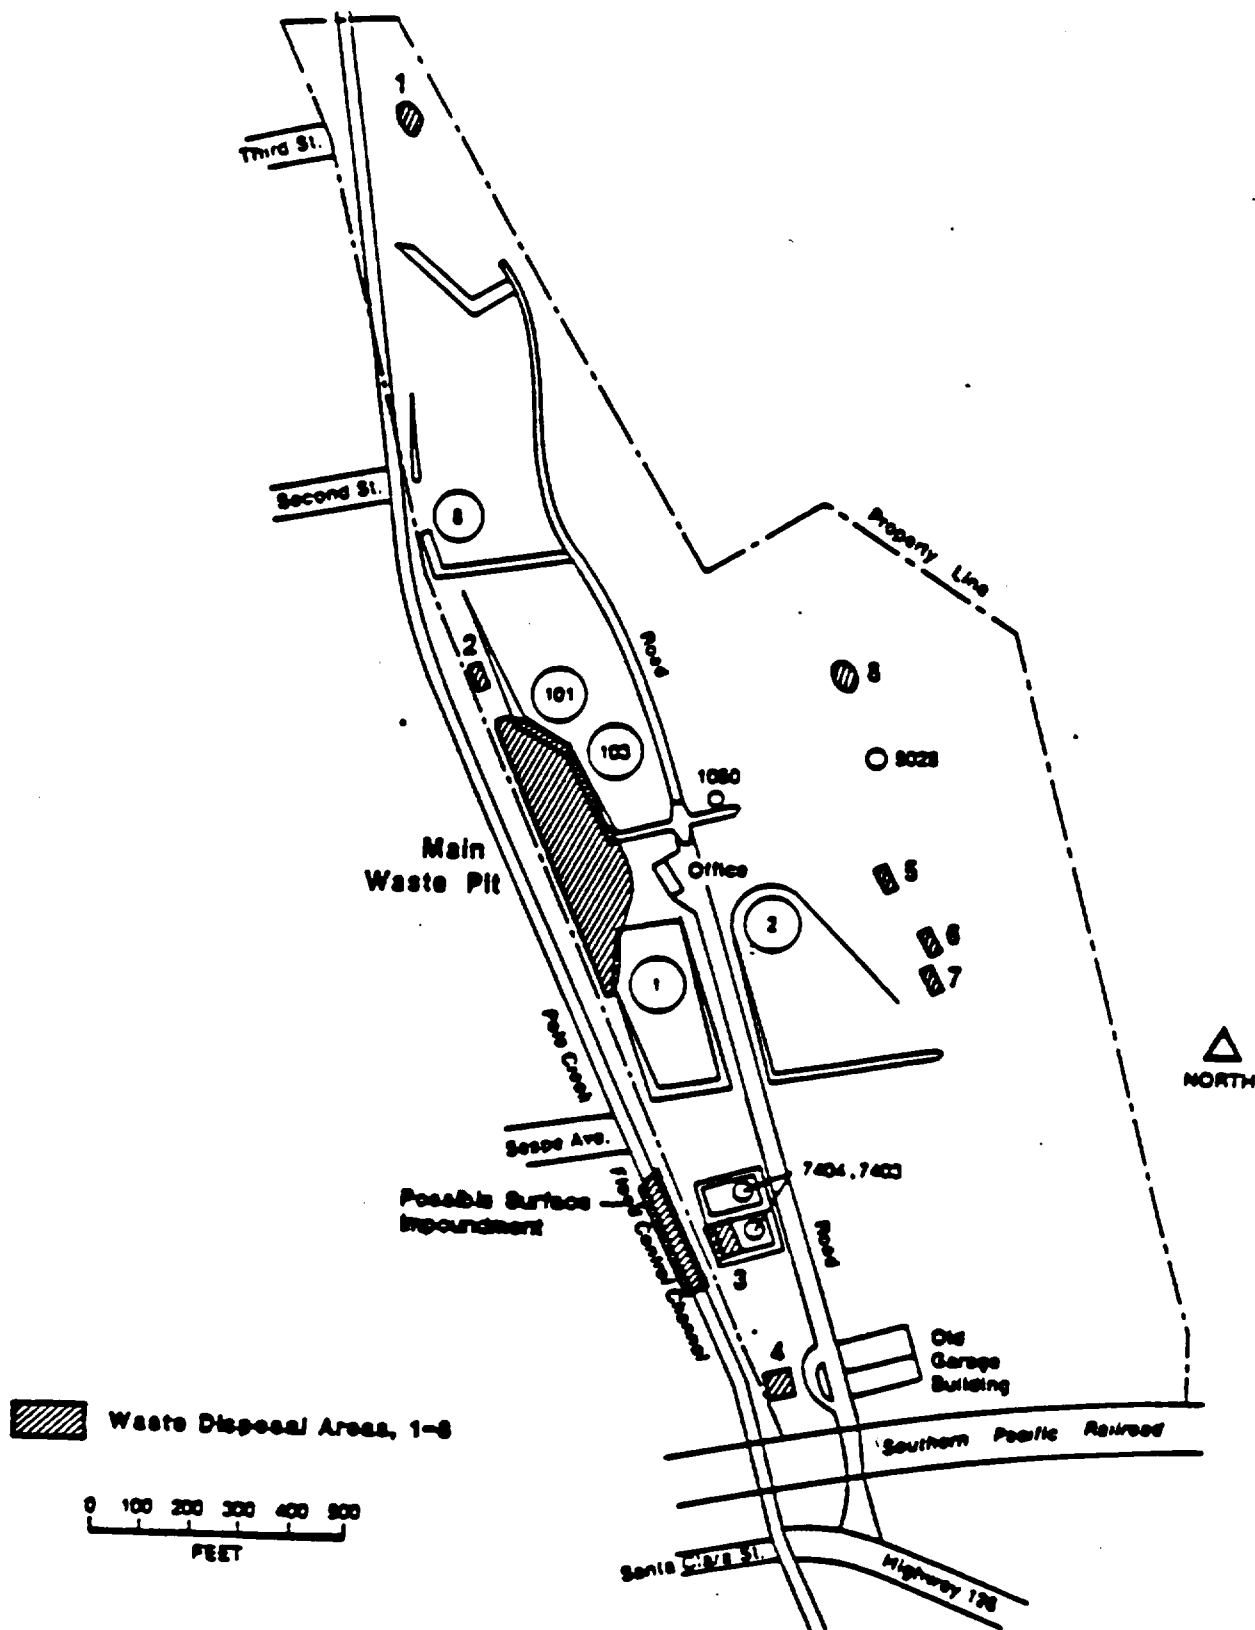 1
Third St.
Second St.
8
Property Line
Road
2
101
8
103
1080
Main
Waste Pit
Office
5
2
6
7
1
Pole Creek
NORTH
Sespe Ave.
7404, 7403
Possible Surface
Impoundment
Flood Control Channel
Road
3
4
Old
Garage
Building
Waste Disposal Areas, 1-8
Southern Pacific Railroad
0 100 200 300 400 500
FEET
Santa Clara St.
Highway 126